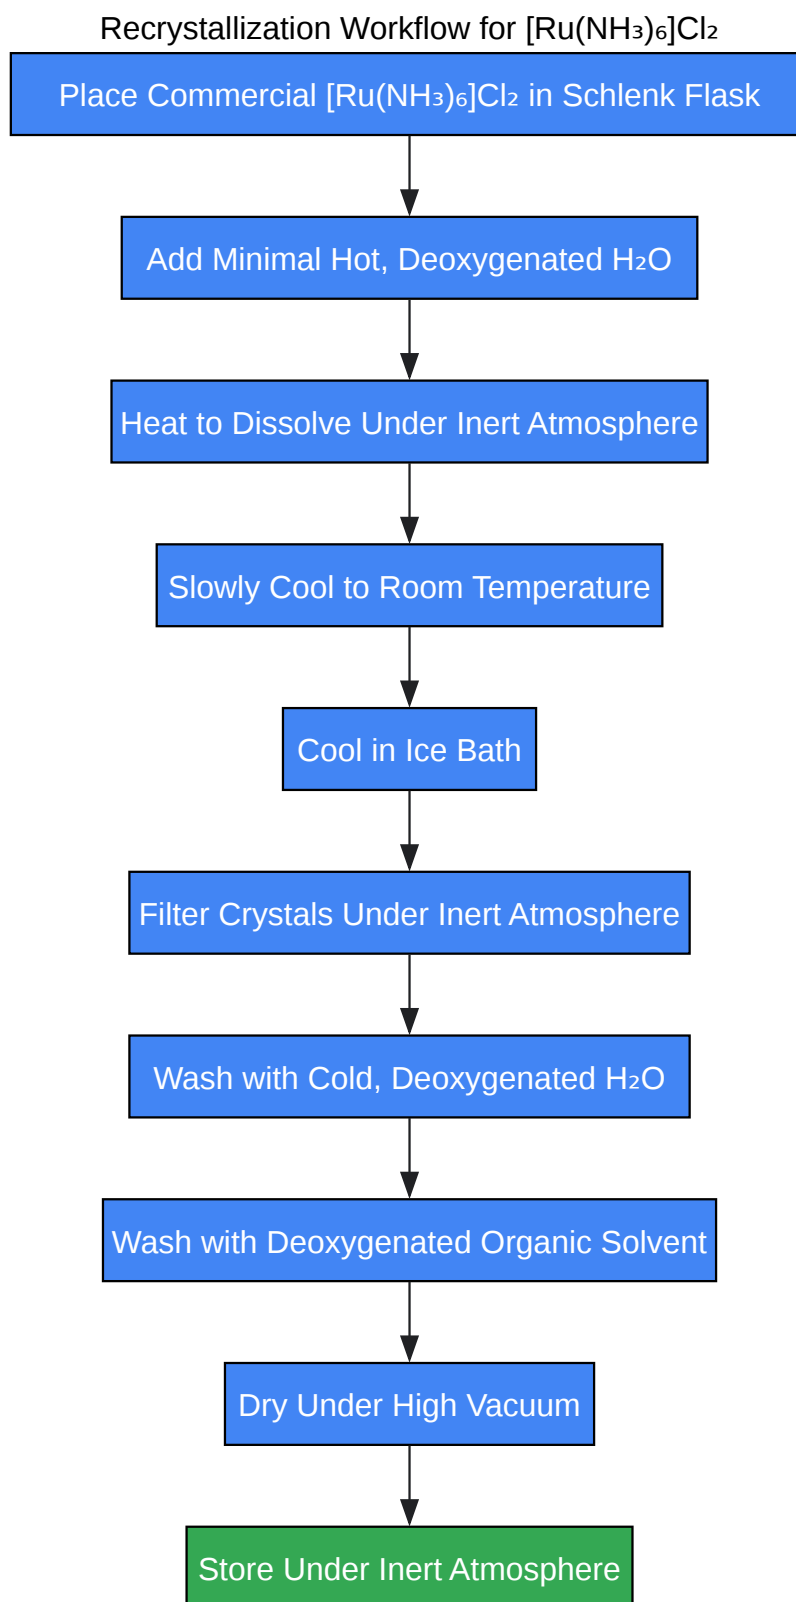 Recrystallization Workflow for [Ru(NH₃)₆]Cl₂
Place Commercial [Ru(NH₃)₆]Cl₂ in Schlenk Flask
Add Minimal Hot, Deoxygenated H₂O
Heat to Dissolve Under Inert Atmosphere
Slowly Cool to Room Temperature
Cool in Ice Bath
Filter Crystals Under Inert Atmosphere
Wash with Cold, Deoxygenated H₂O
Wash with Deoxygenated Organic Solvent
Dry Under High Vacuum
Store Under Inert Atmosphere